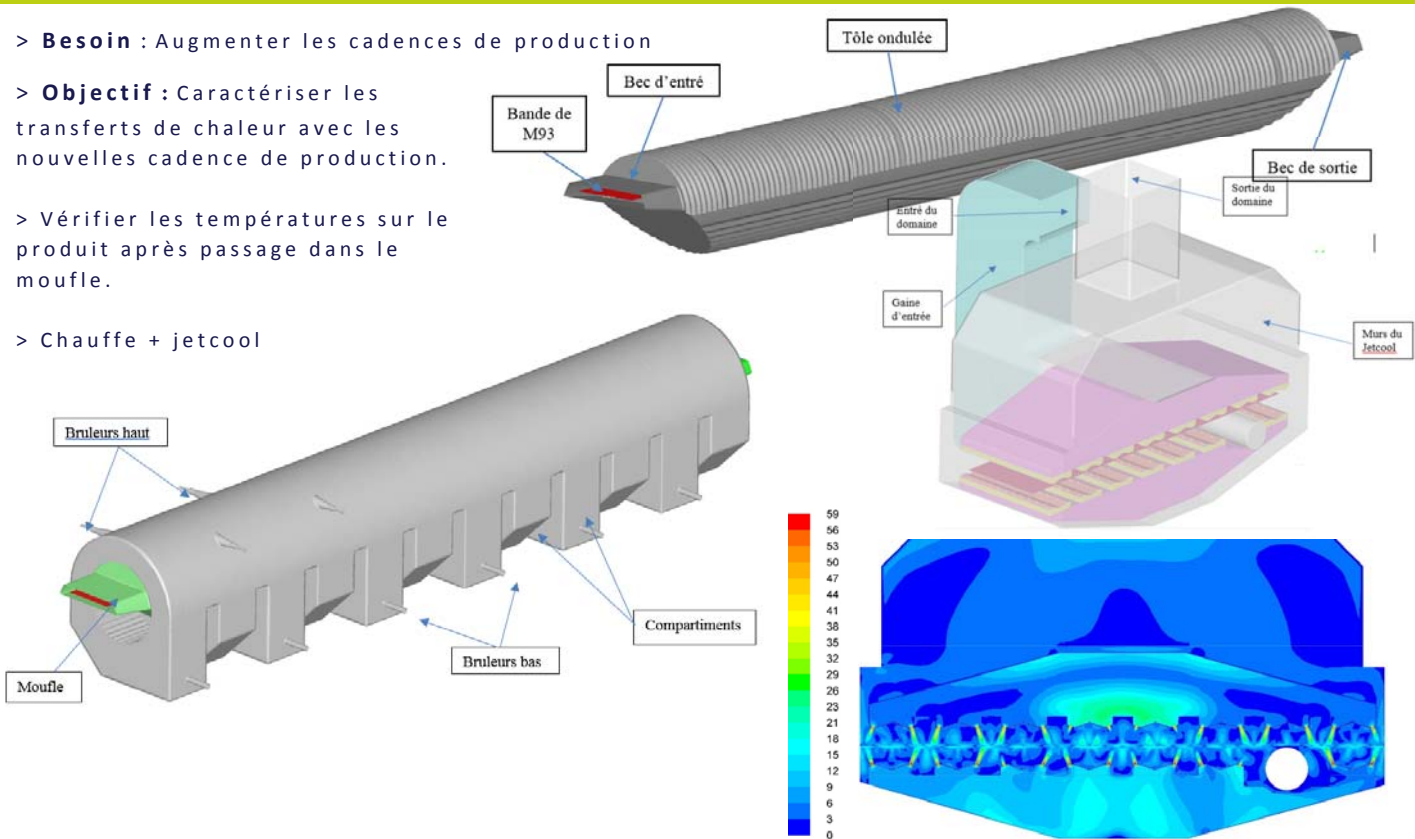 > Besoin : Augmenter les cadences de production
> Objectif : Caractériser les
transferts de chaleur avec les
nouvelles cadence de production.
> Vérifier les températures sur le
produit après passage dans le
moufle.
> Chauffe + jetcool
Tôle ondulée
Bec d'entré
Bande de
M93
Bec de sortie
Sortie du
domaine
Entré du
domaine
Gaine
d'entrée
Murs du
Jetcool
Bruleurs haut
Compartiments
Bruleurs bas
Moufle
59
56
53
50
47
44
41
38
35
32
29
26
23
21
18
15
12
9
6
3
0